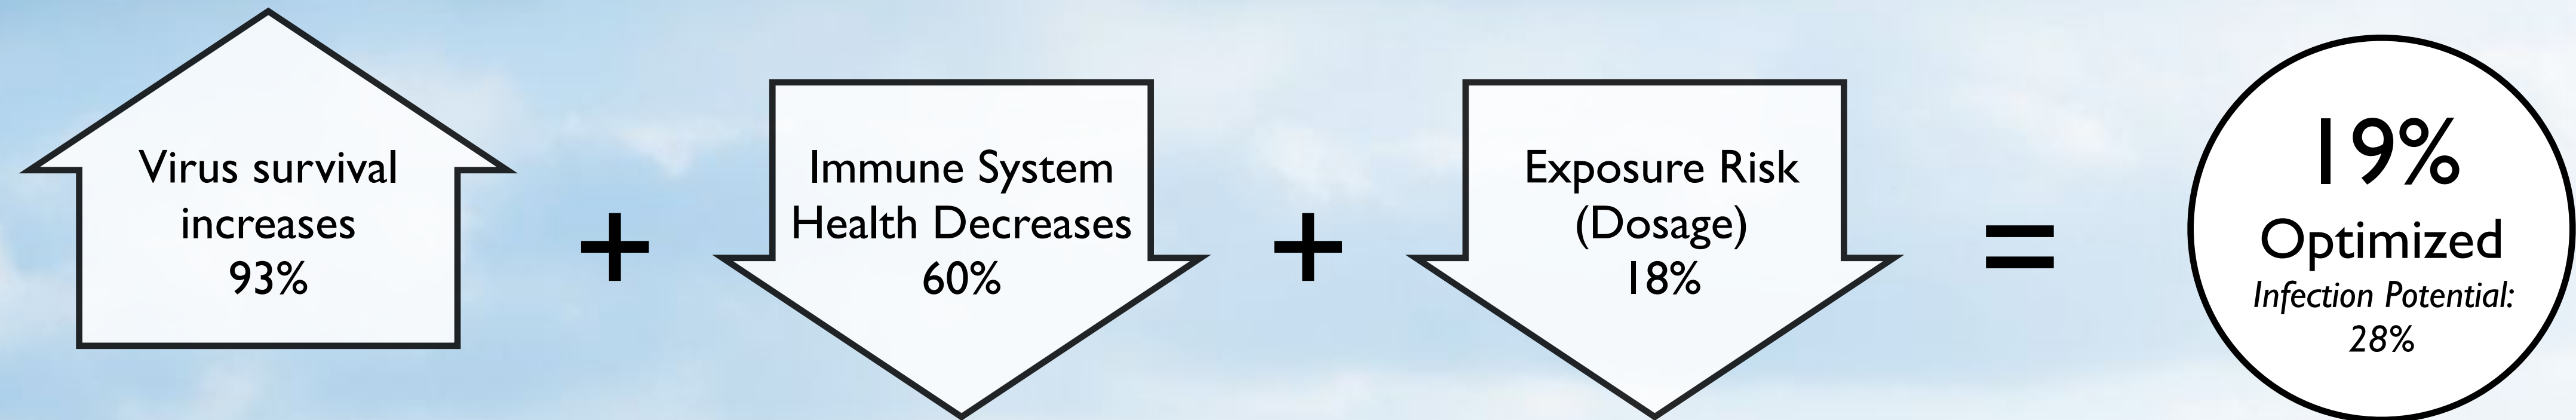 Virus survival
increases
93%
+
Immune System
Health Decreases
60%
+
Exposure Risk
(Dosage)
18%
=
19%
Optimized
Infection Potential:
28%